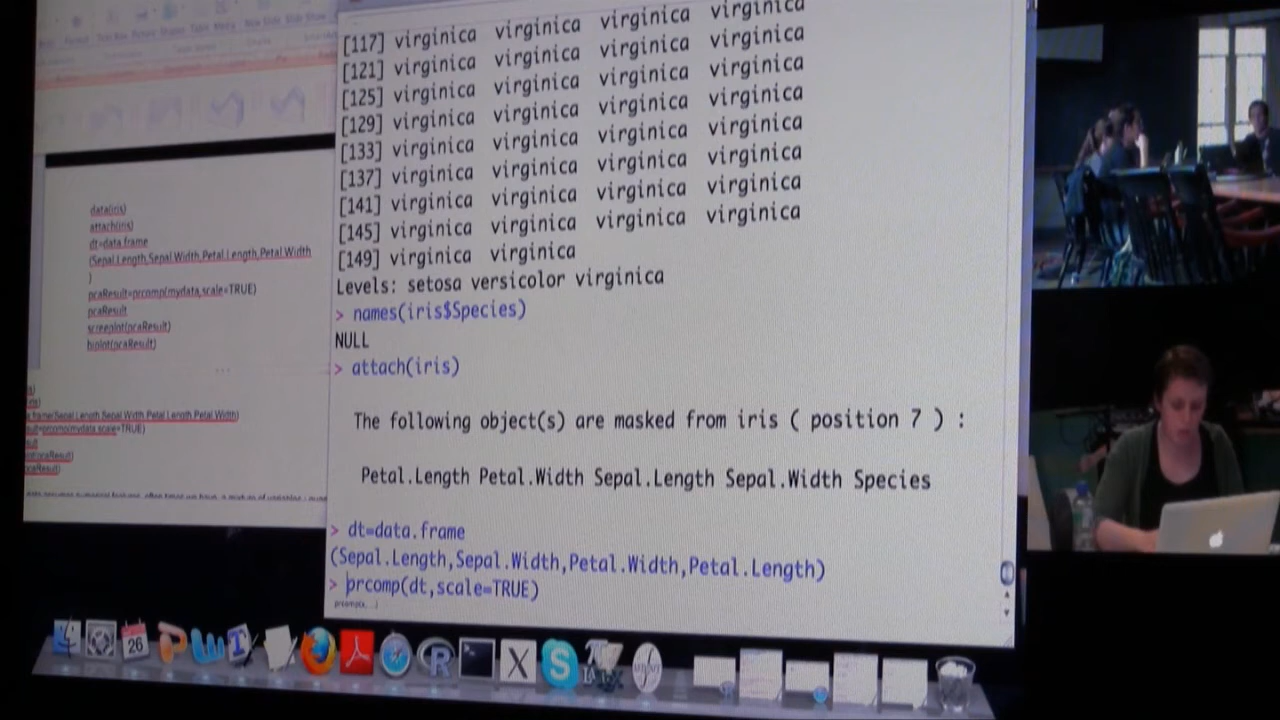 data(iris)
attach(iris)
dt=data.frame
(Sepal.Length,Sepal.Width,Petal.Length,Petal.Width
)
pcaResult=prcomp(mydata,scale=TRUE)
pcaResult
screeplot(pcaResult)
biplot(pcaResult)
virginica
[117] virginica virginica virginica virginica
[121] virginica virginica virginica virginica
[125] virginica virginica virginica virginica
[129] virginica virginica virginica virginica
[133] virginica virginica virginica virginica
[137] virginica virginica virginica virginica
[141] virginica virginica virginica virginica
[145] virginica virginica virginica virginica
[149] virginica virginica
Levels: setosa versicolor virginica
> names(iris$Species)
NULL
> attach(iris)
The following object(s) are masked from iris ( position 7 ) :
Petal.Length Petal.Width Sepal.Length Sepal.Width Species
> dt=data.frame
(Sepal.Length,Sepal.Width,Petal.Width,Petal.Length)
> prcomp(dt,scale=TRUE)
26